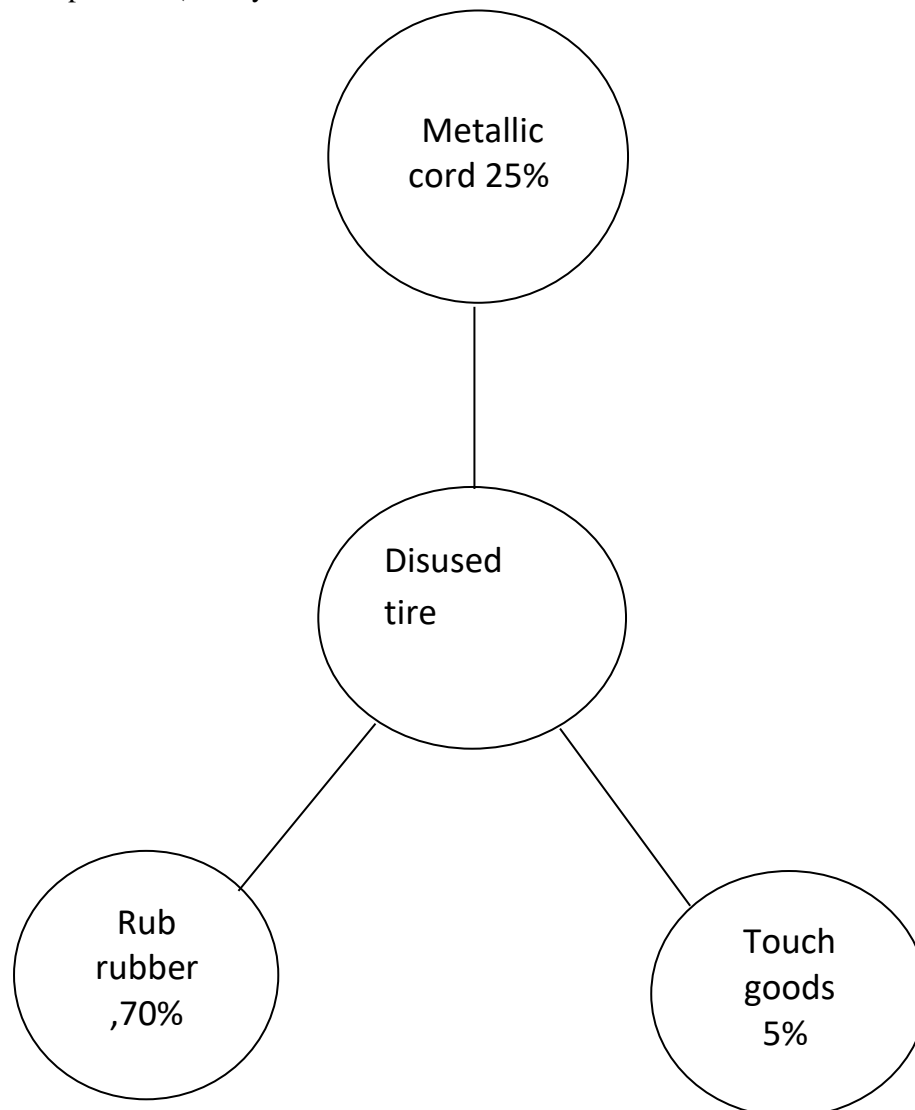 Metallic
cord 25%
Disused
tire
Rub
rubber
,70%
Touch
goods
5%